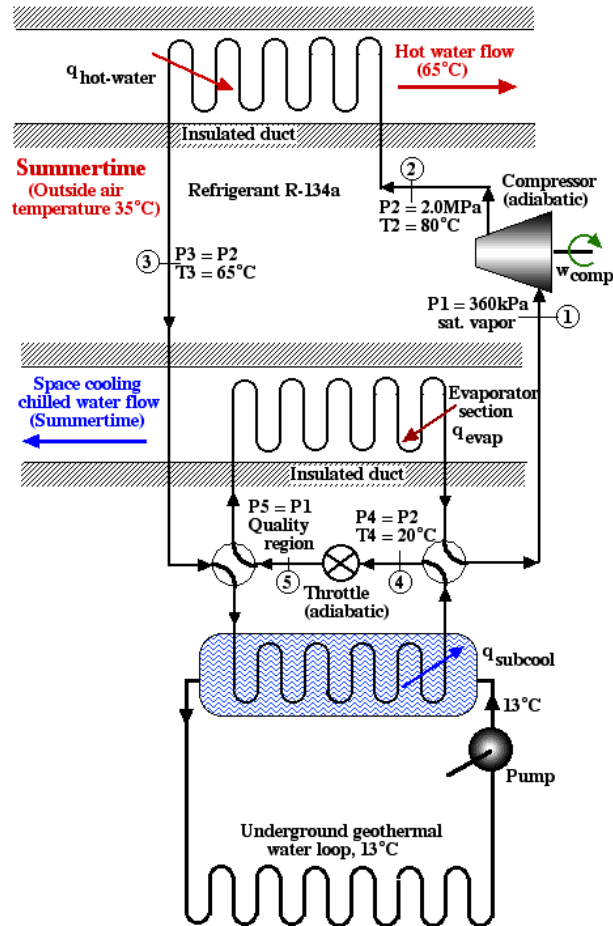 Hot water flow
(65°C)
q hot-water
Insulated duct
Summertime
(Outside air
temperature 35°C)
Refrigerant R-134a
2
P2 = 2.0MPa
T2 = 80°C
Compressor
(adiabatic)
w comp
3
P3 = P2
T3 = 65°C
P1 = 360kPa
sat. vapor
1
Space cooling
chilled water flow
(Summertime)
Evaporator
section
q evap
Insulated duct
P5 = P1
Quality
region
5
P4 = P2
T4 = 20°C
4
Throttle
(adiabatic)
q subcool
13°C
Pump
Underground geothermal
water loop, 13°C